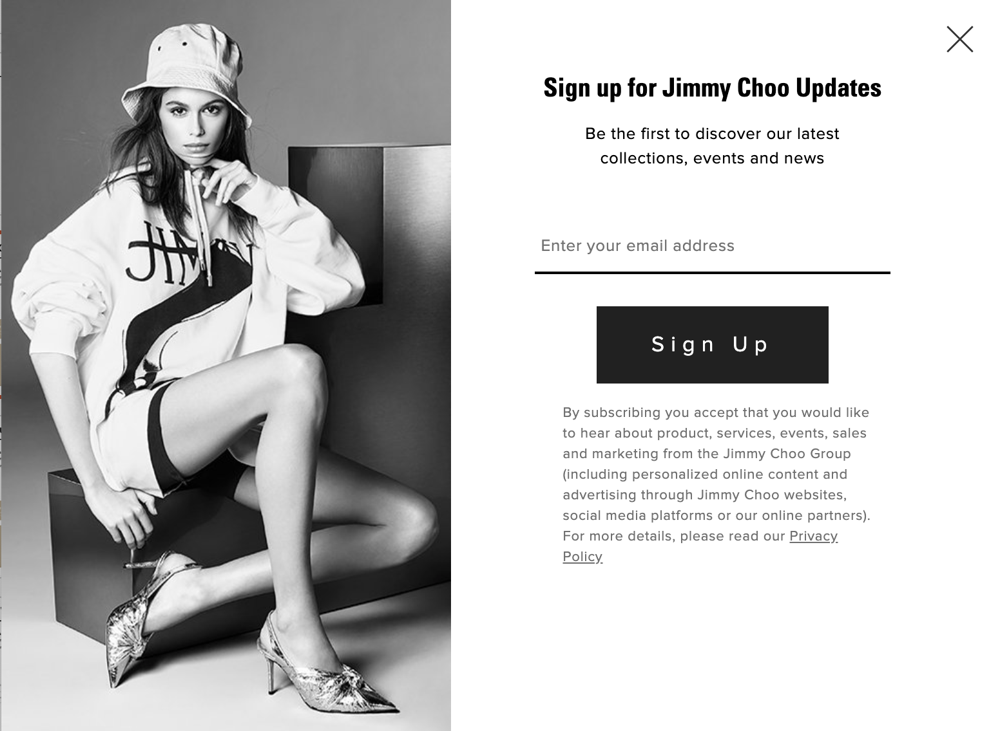 JIMMY
Sign up for Jimmy Choo Updates
Be the first to discover our latest
collections, events and news
Enter your email address
Sign Up
By subscribing you accept that you would like
to hear about product, services, events, sales
and marketing from the Jimmy Choo Group
(including personalized online content and
advertising through Jimmy Choo websites,
social media platforms or our online partners).
For more details, please read our Privacy
Policy